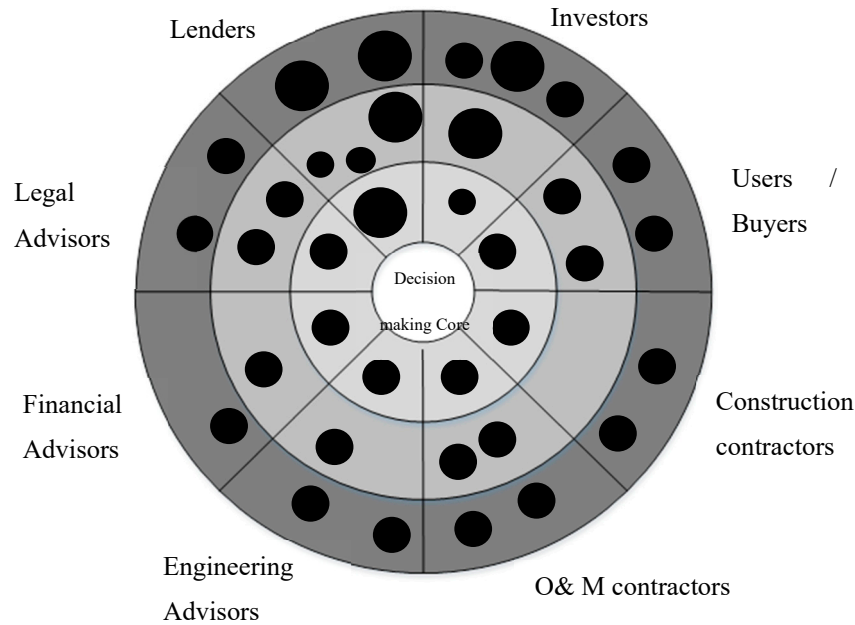 Investors
Lenders
Users /
Buyers
Legal
Advisors
Decision
making Core
Construction
contractors
Financial
Advisors
Engineering
Advisors
O& M contractors